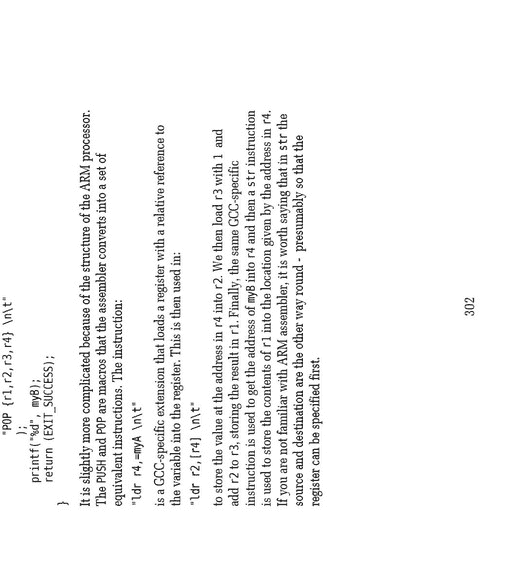 "POP {r1,r2,r3,r4} \n\t"
);
printf("%d", myB);
return (EXIT_SUCCESS);
}
It is slightly more complicated because of the structure of the ARM processor.
The PUSH and POP are macros that the assembler converts into a set of
equivalent instructions. The instruction:
"ldr r4,=myA \n\t"
is a GCC-specific extension that loads a register with a relative reference to
the variable into the register. This is then used in:
"ldr r2,[r4] \n\t"
to store the value at the address in r4 into r2. We then load r3 with 1 and
add r2 to r3, storing the result in r1. Finally, the same GCC-specific
instruction is used to get the address of myB into r4 and then a str instruction
is used to store the contents of r1 into the location given by the address in r4.
If you are not familiar with ARM assembler, it is worth saying that in str the
source and destination are the other way round - presumably so that the
register can be specified first.
302